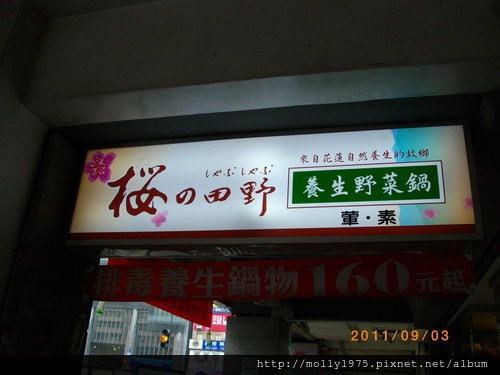 來自花蓮自然養生的故鄉
しゃぶしゃぶ
桜の田野
養生野菜鍋
葷·素
排毒養生鍋物160元起
2011/09/03
http://molly1975.pixnet.net/album